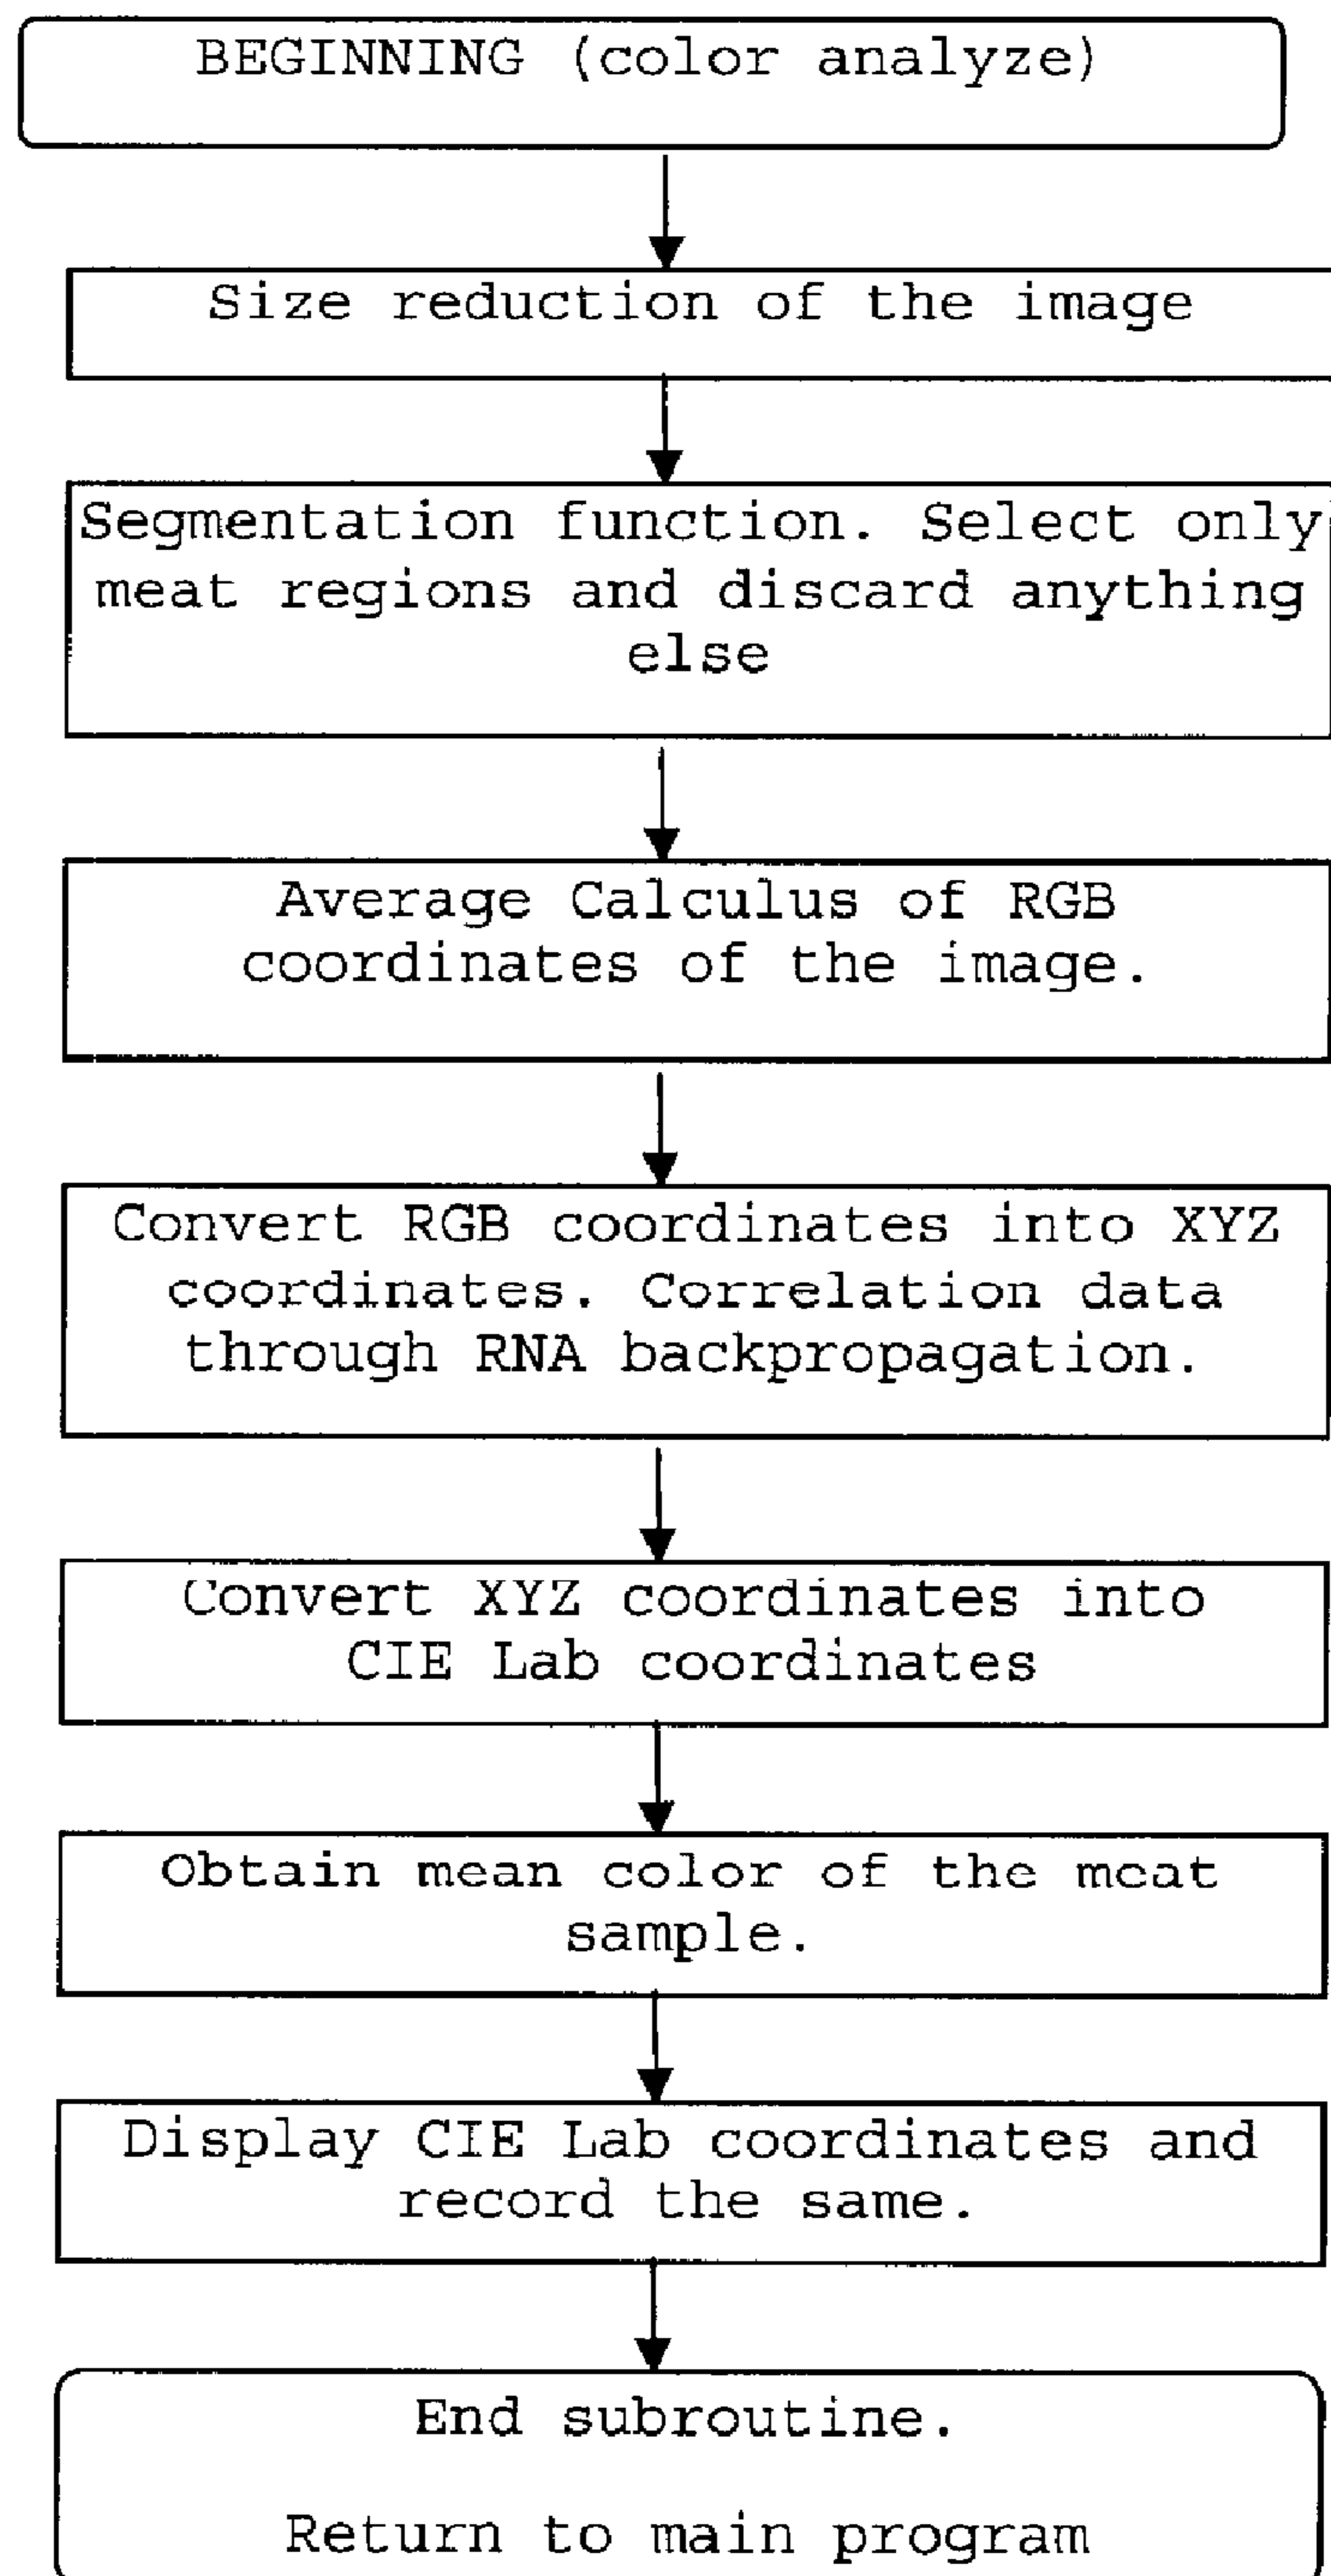 BEGINNING (color analyze)
Size reduction of the image
Segmentation function. Select only
meat regions and discard anything
else
Average Calculus of RGB
coordinates of the image.
Convert RGB coordinates into XYZ
coordinates. Correlation data
through RNA backpropagation.
Convert XYZ coordinates into
CIE Lab coordinates
Obtain mean color of the meat
sample.
Display CIE Lab coordinates and
record the same.
End subroutine.
Return to main program